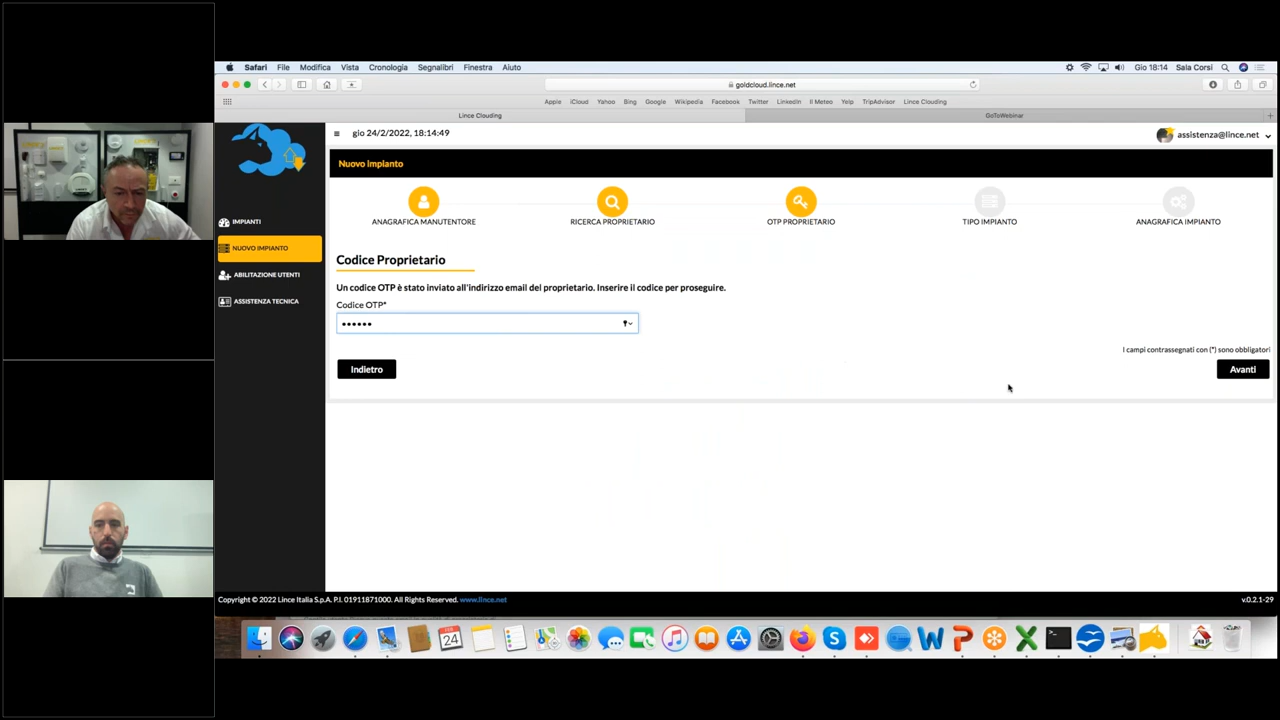 Safari File Modifica Vista Cronologia Segnalibri Finestra Aiuto
Gio 18:14 Sala Corsi
goldcloud.lince.net
Apple iCloud Yahoo Bing Google Wikipedia Facebook Twitter LinkedIn il Meteo Yelp TripAdvisor Lince Clouding
Lince Clouding GoToWebinar
gio 24/2/2022, 18:14:49
assistenza@lince.net
Nuovo impianto
ANAGRAFICA MANUTENTORE RICERCA PROPRIETARIO OTP PROPRIETARIO TIPO IMPIANTO ANAGRAFICA IMPIANTO
IMPIANTI
NUOVO IMPIANTO
ABILITAZIONE UTENTI
ASSISTENZA TECNICA
Codice Proprietario
Un codice OTP è stato inviato all'indirizzo email del proprietario. Inserire il codice per proseguire.
Codice OTP*
••••••
I campi contrassegnati con (*) sono obbligatori
Indietro Avanti
Copyright © 2022 Lince Italia S.p.A. P.I. 01911871000. All Rights Reserved. www.lince.net
v.0.2.1-29
FEB
24